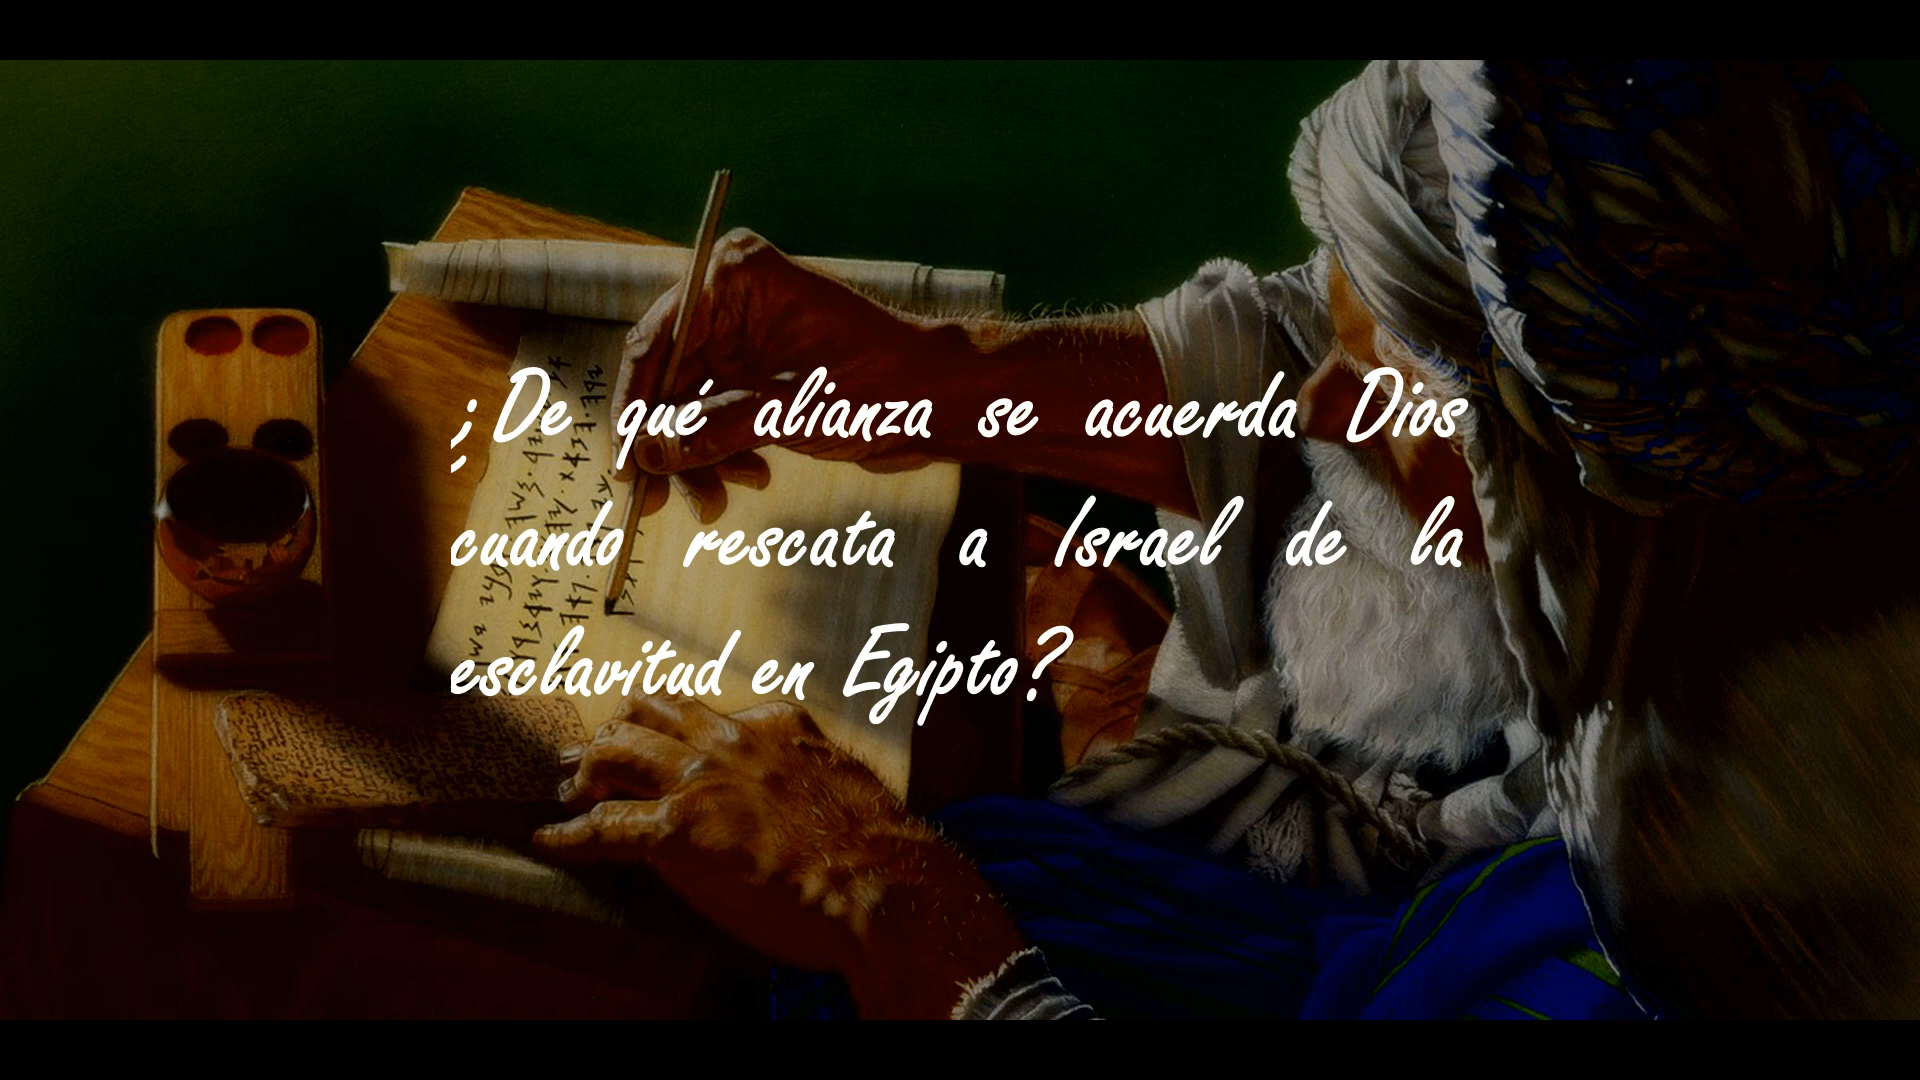 ¿De qué alianza se acuerda Dios
cuando rescata a Israel de la
esclavitud en Egipto?